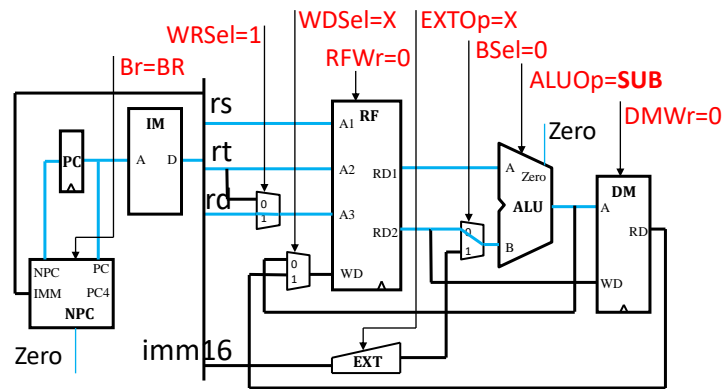 WDSel=X EXTOp=X
WRSel=1 BSel=0
Br=BR RFWr=0 ALUOp=SUB
DMWr=0
rs
IM RF Zero
A1
rt
PC A D A2 RD1 A Zero DM
rd 0 A3 ALU A
1 RD2 0 RD
NPC PC 0 1 B
IMM PC4 1 WD WD
NPC
Zero imm16 EXT